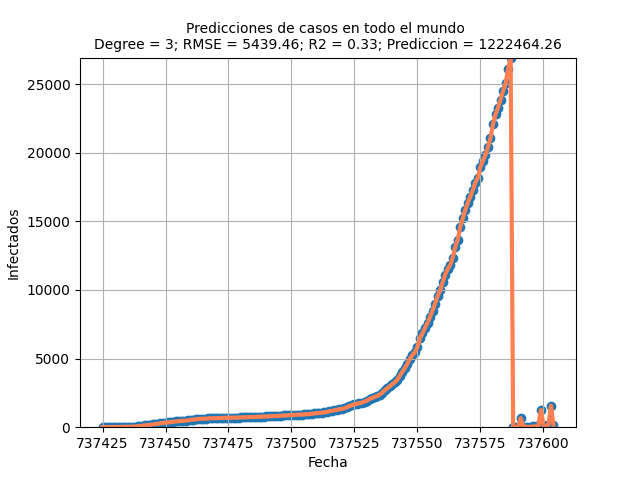 Predicciones de casos en todo el mundo
Degree = 3; RMSE = 5439.46; R2 = 0.33; Prediccion = 1222464.26
Infectados
25000
20000
15000
10000
5000
0
737425 737450 737475 737500 737525 737550 737575 737600
Fecha